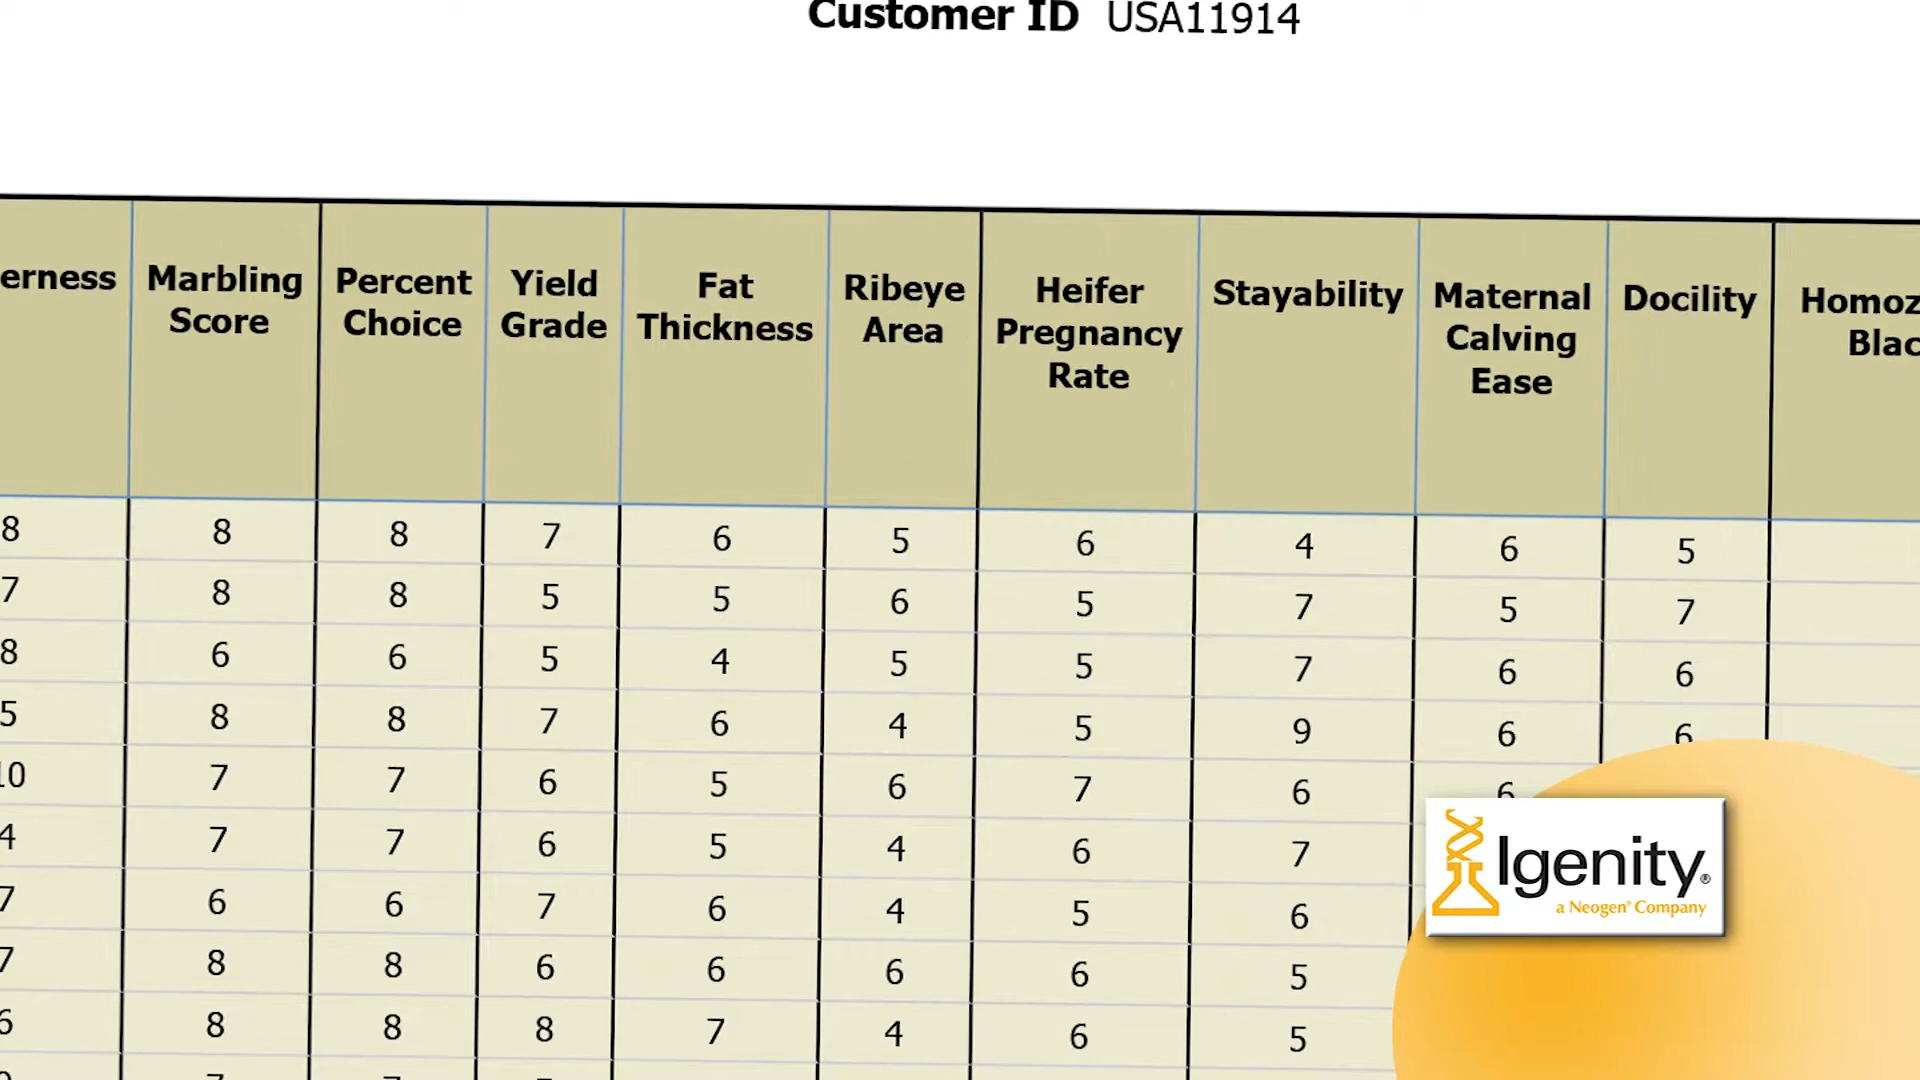 Customer ID USA11914
erness Marbling Score Percent Choice Yield Grade Fat Thickness Ribeye Area Heifer Pregnancy Rate Stayability Maternal Calving Ease Docility Homoz Blac
8 8 8 7 6 5 6 4 6 5
7 8 8 5 5 6 5 7 5 7
8 6 6 5 4 5 5 7 6 6
5 8 8 7 6 4 5 9 6 6
10 7 7 6 5 6 7 6 6
4 7 7 6 5 4 6 7
7 6 6 7 6 4 5 6
7 8 8 6 6 6 6 5
6 8 8 8 7 4 6 5
Igenity®
a Neogen® Company